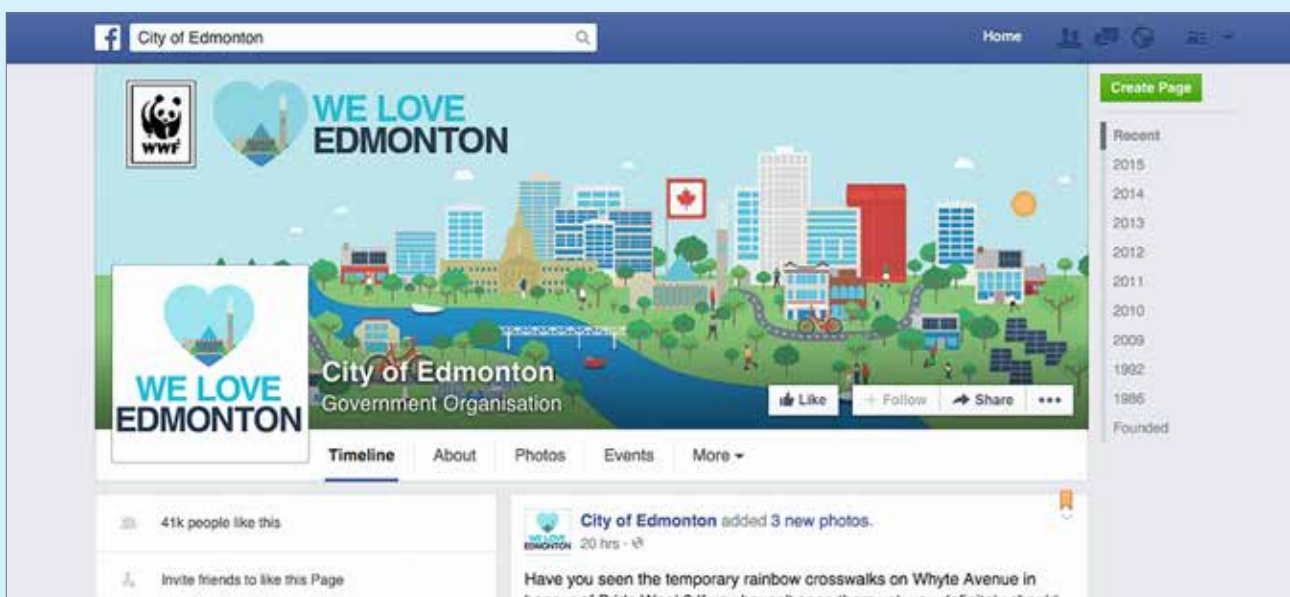 f City of Edmonton
Home
WWF
WE LOVE
EDMONTON
Create Page
Recent
2015
2014
2013
2012
2011
2010
2009
1992
1986
Founded
WE LOVE
EDMONTON
City of Edmonton
Government Organisation
Like
+ Follow
Share
•••
Timeline About Photos Events More
41k people like this
Invite friends to like this Page
City of Edmonton added 3 new photos.
20 hrs
WE LOVE
EDMONTON
Have you seen the temporary rainbow crosswalks on Whyte Avenue in